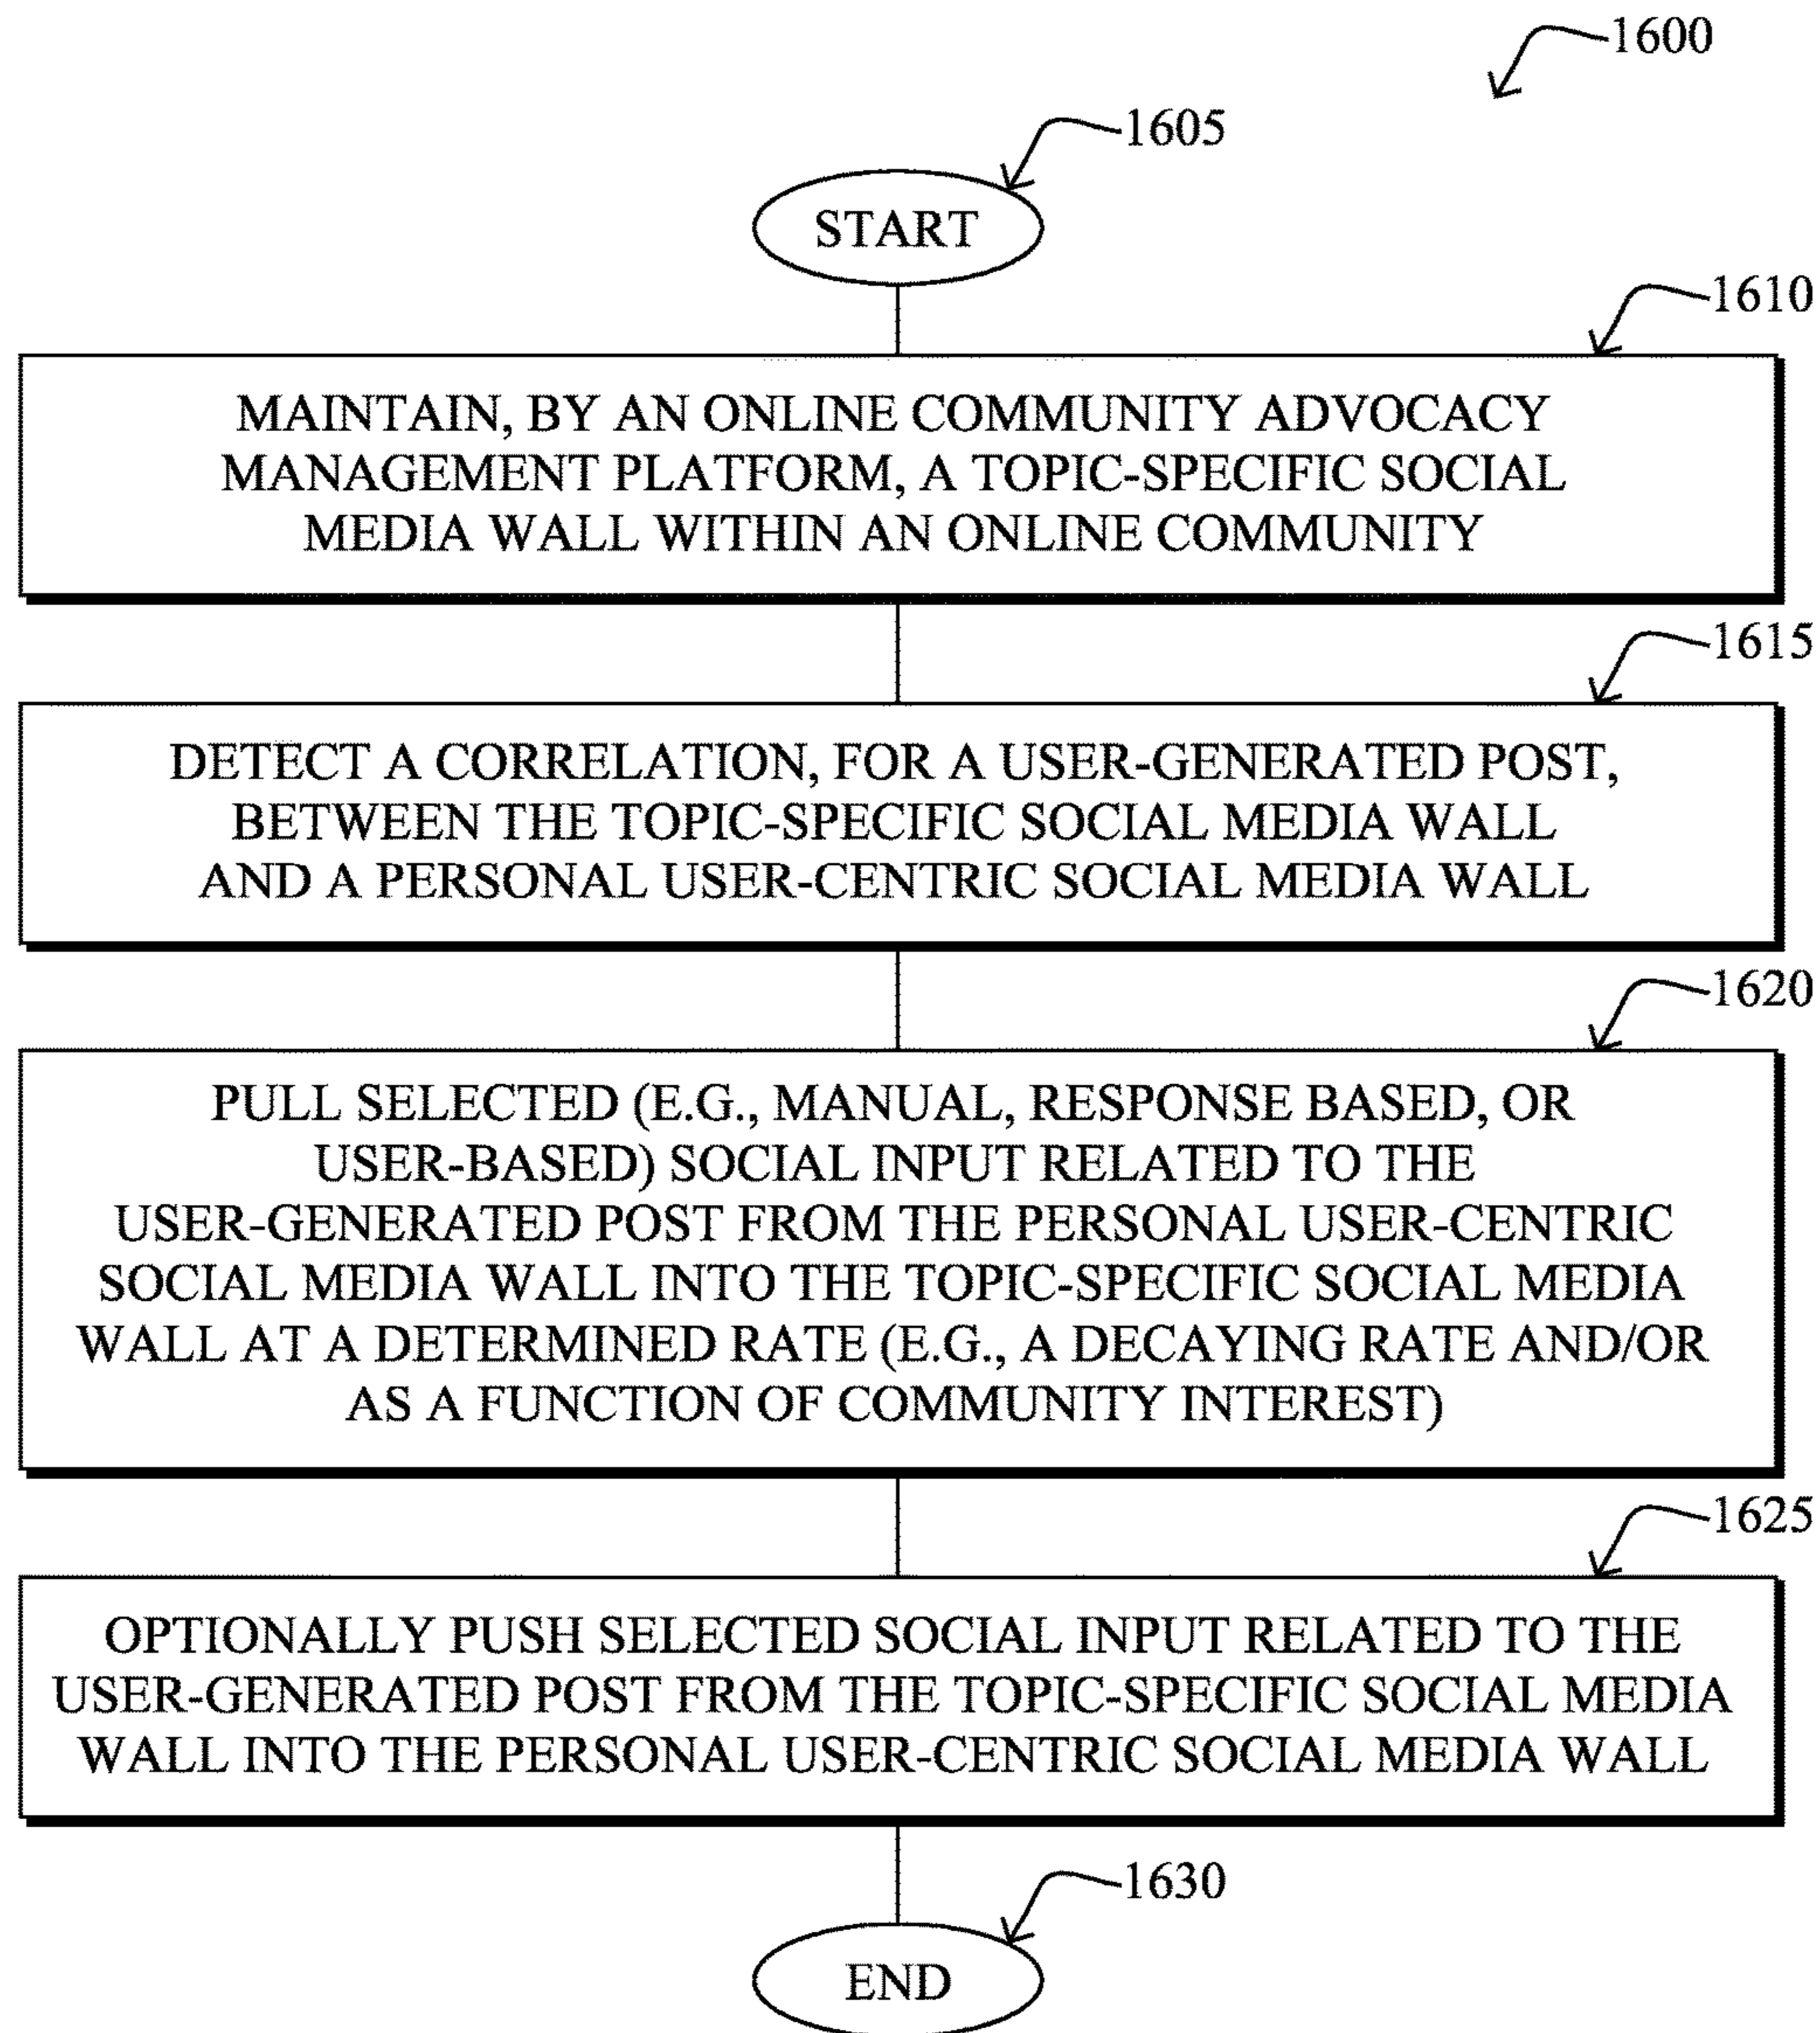 1600
1605
START
1610
MAINTAIN, BY AN ONLINE COMMUNITY ADVOCACY
MANAGEMENT PLATFORM, A TOPIC-SPECIFIC SOCIAL
MEDIA WALL WITHIN AN ONLINE COMMUNITY
1615
DETECT A CORRELATION, FOR A USER-GENERATED POST,
BETWEEN THE TOPIC-SPECIFIC SOCIAL MEDIA WALL
AND A PERSONAL USER-CENTRIC SOCIAL MEDIA WALL
1620
PULL SELECTED (E.G., MANUAL, RESPONSE BASED, OR
USER-BASED) SOCIAL INPUT RELATED TO THE
USER-GENERATED POST FROM THE PERSONAL USER-CENTRIC
SOCIAL MEDIA WALL INTO THE TOPIC-SPECIFIC SOCIAL MEDIA
WALL AT A DETERMINED RATE (E.G., A DECAYING RATE AND/OR
AS A FUNCTION OF COMMUNITY INTEREST)
1625
OPTIONALLY PUSH SELECTED SOCIAL INPUT RELATED TO THE
USER-GENERATED POST FROM THE TOPIC-SPECIFIC SOCIAL MEDIA
WALL INTO THE PERSONAL USER-CENTRIC SOCIAL MEDIA WALL
1630
END